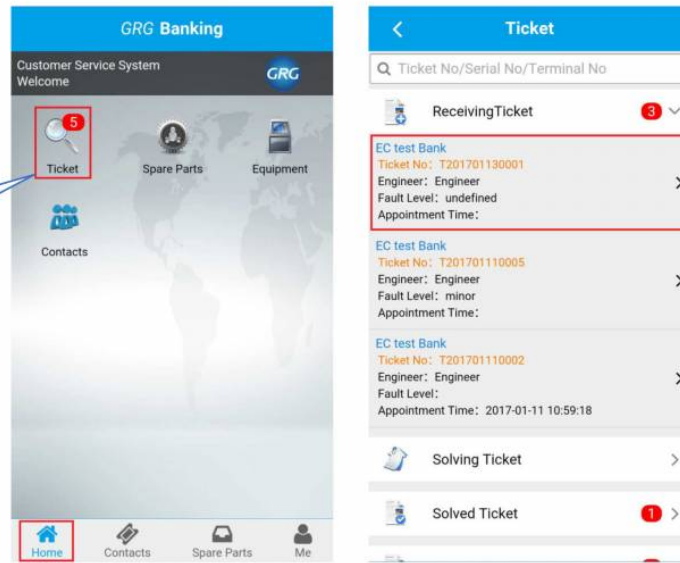 GRG Banking
Customer Service System
Welcome
GRG
5
Ticket
Spare Parts
Equipment
Contacts
Home
Contacts
Spare Parts
Me
Ticket
Ticket No/Serial No/Terminal No
ReceivingTicket
3
EC test Bank
Ticket No： T201701130001
Engineer： Engineer
Fault Level： undefined
Appointment Time：
EC test Bank
Ticket No： T201701110005
Engineer： Engineer
Fault Level： minor
Appointment Time：
EC test Bank
Ticket No： T201701110002
Engineer： Engineer
Fault Level：
Appointment Time： 2017-01-11 10:59:18
Solving Ticket
Solved Ticket
1